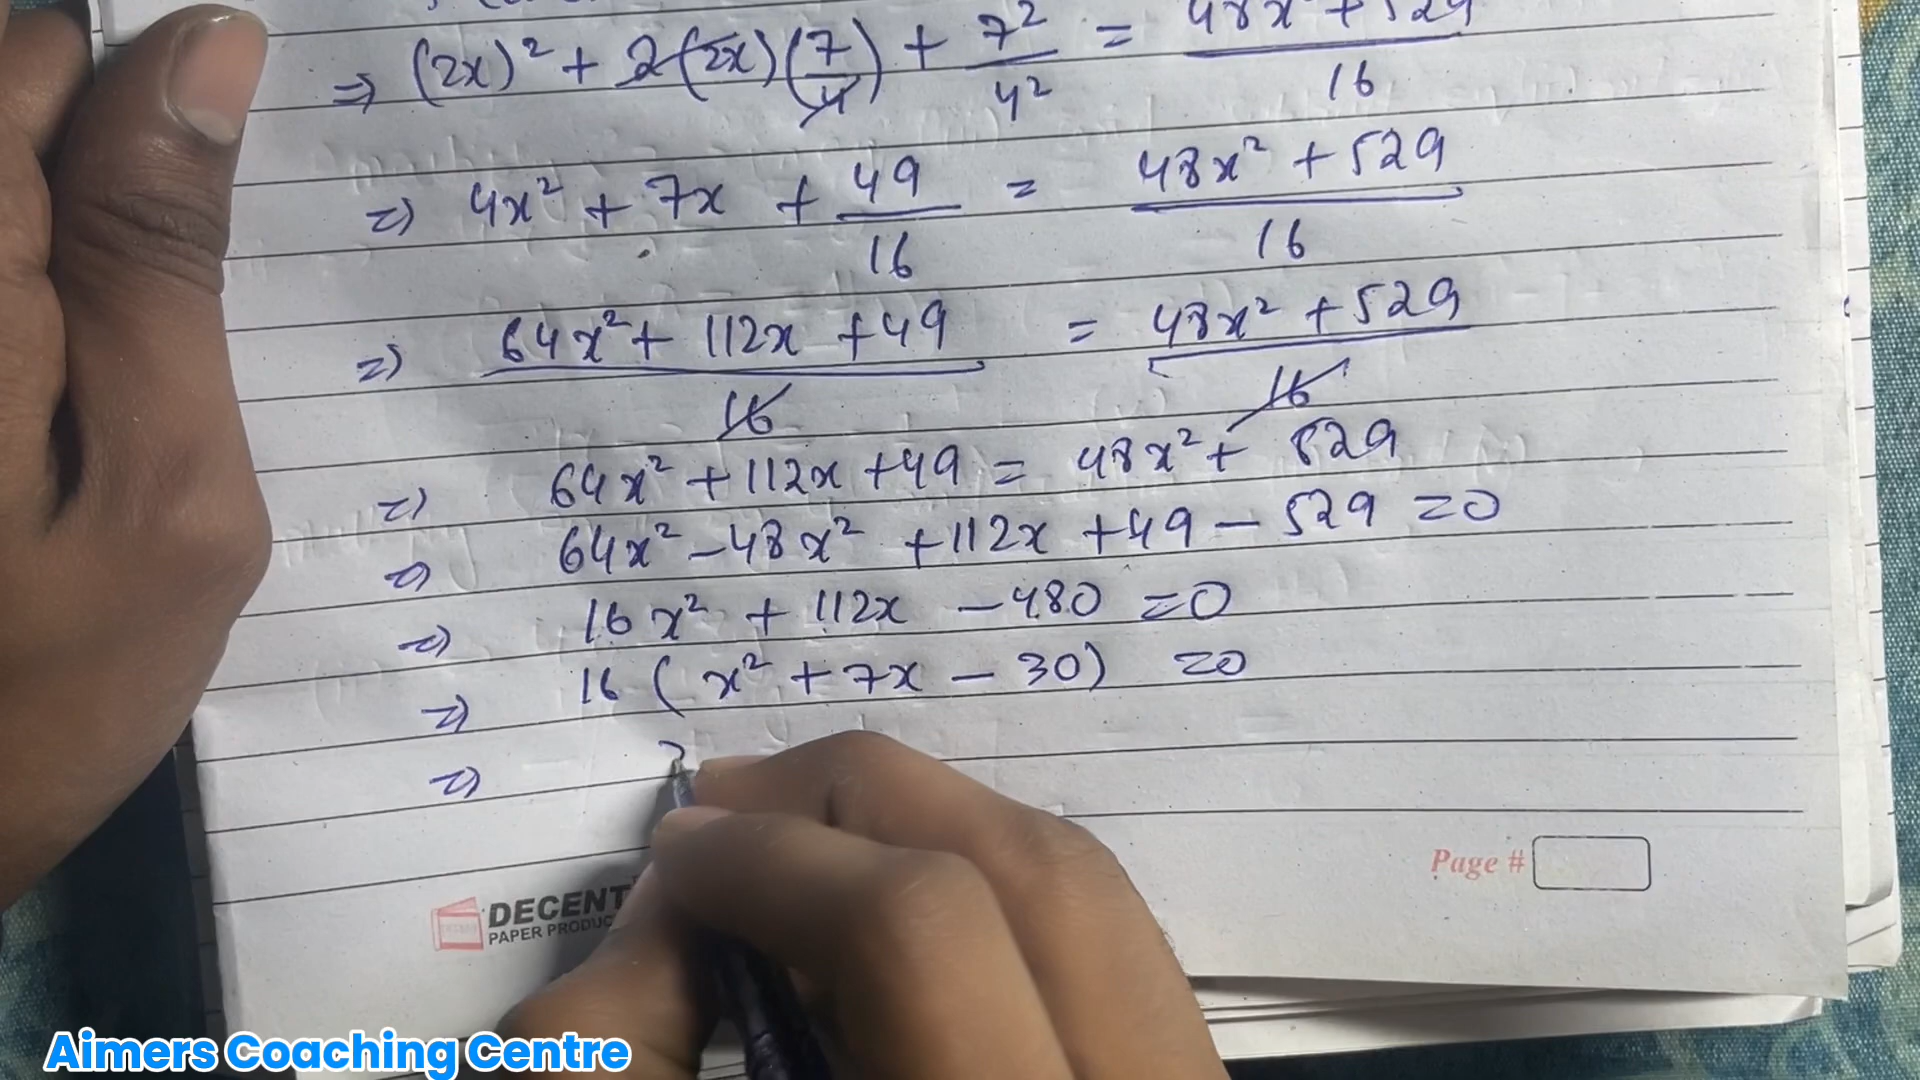 ⇒ (2x)² + 2(2x)(7/4) + 7²/4² = 48x² + 529/16
⇒ 4x² + 7x + 49/16 = 48x² + 529/16
⇒ 64x² + 112x + 49/16 = 48x² + 529/16
⇒ 64x² + 112x + 49 = 48x² + 529
⇒ 64x² - 48x² + 112x + 49 - 529 = 0
⇒ 16x² + 112x - 480 = 0
⇒ 16(x² + 7x - 30) = 0
⇒
Page #
DECENT
PAPER PRODUC
Aimers Coaching Centre